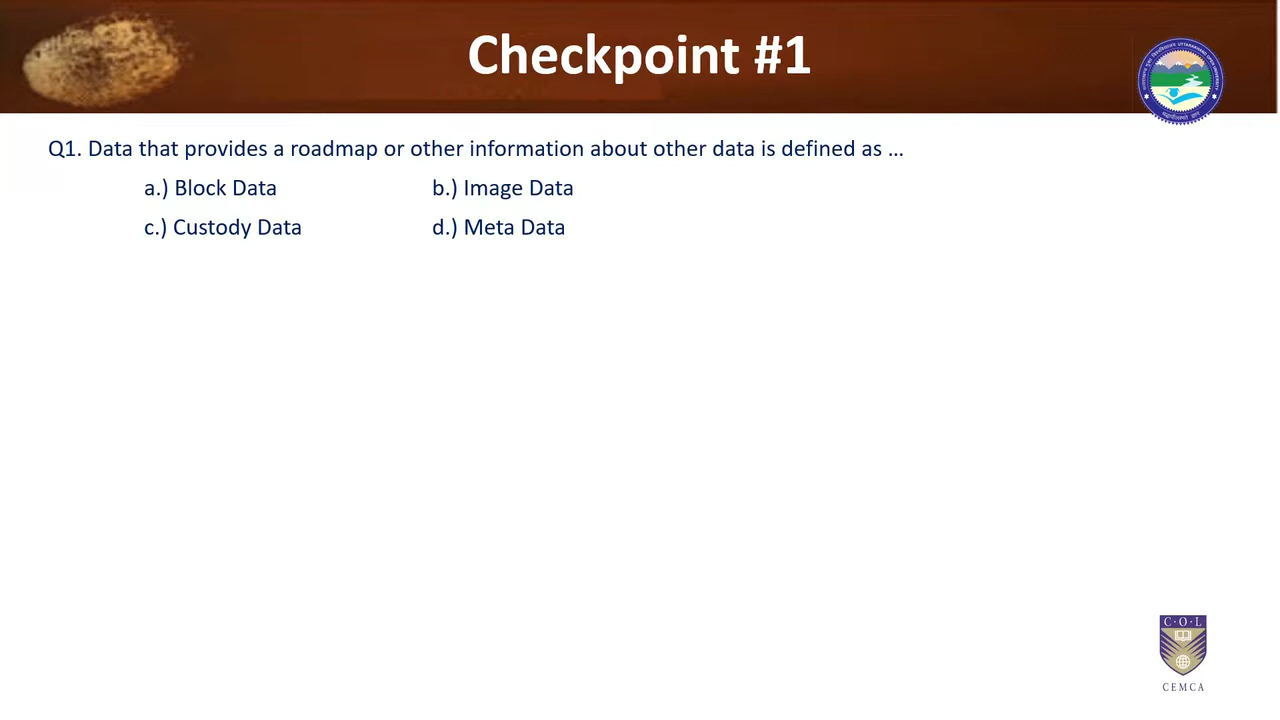 Checkpoint #1
Q1. Data that provides a roadmap or other information about other data is defined as ...
a.) Block Data b.) Image Data
c.) Custody Data d.) Meta Data
C·O·L
CEMCA